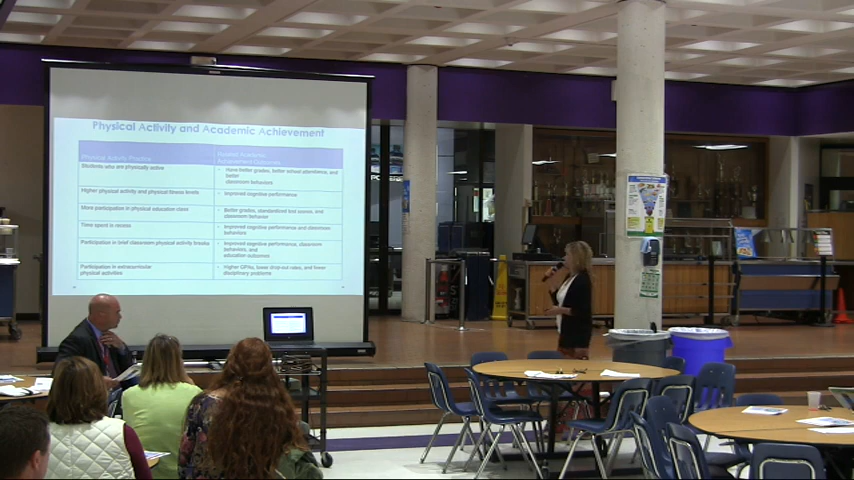 Physical Activity and Academic Achievement
Physical Activity Practice
Related Academic
Achievement Outcomes
Students who are physically active
Have better grades, better school attendance, and
better
classroom behaviors
Higher physical activity and physical fitness levels
Improved cognitive performance
More participation in physical education class
Better grades, standardized test scores, and
classroom behavior
Time spent in recess
Improved cognitive performance and classroom
behaviors
Participation in brief classroom physical activity breaks
Improved cognitive performance, classroom
behaviors, and
education outcomes
Participation in extracurricular
physical activities
Higher GPAs, lower drop-out rates, and fewer
disciplinary problems